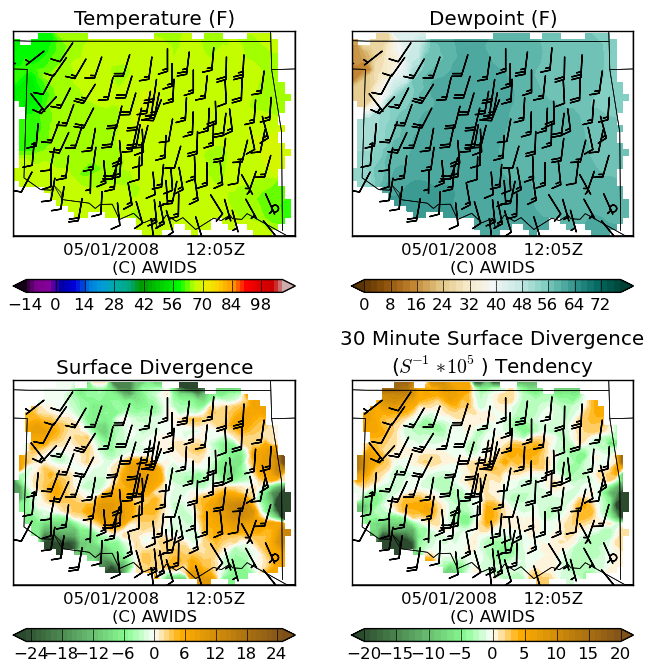 Temperature (F)
Dewpoint (F)
05/01/2008 12:05Z
(C) AWIDS
−14 0 14 28 42 56 70 84 98
05/01/2008 12:05Z
(C) AWIDS
0 8 16 24 32 40 48 56 64 72
Surface Divergence
30 Minute Surface Divergence
(S⁻¹ *10⁵ ) Tendency
05/01/2008 12:05Z
(C) AWIDS
−24 −18 −12 −6 0 6 12 18 24
05/01/2008 12:05Z
(C) AWIDS
−20 −15 −10 −5 0 5 10 15 20